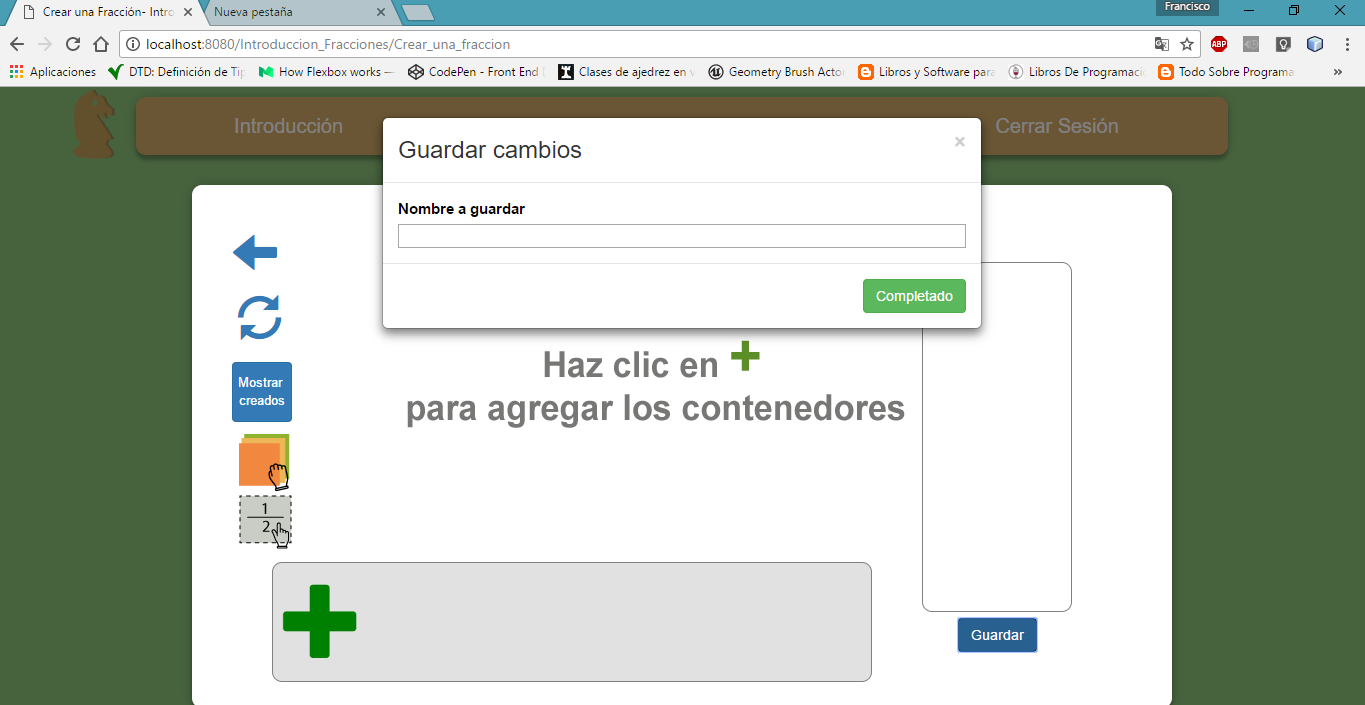 Crear una Fracción- Intro
Nueva pestaña
Francisco
localhost:8080/Introduccion_Fracciones/Crear_una_fraccion
ABP
Aplicaciones
DTD: Definición de Tip
How Flexbox works —
CodePen - Front End
Clases de ajedrez en v
Geometry Brush Actor
Libros y Software para
Libros De Programaci
Todo Sobre Programa
»
Introducción
Cerrar Sesión
Guardar cambios
×
Nombre a guardar
Completado
Mostrar
creados
Haz clic en +
para agregar los contenedores
1
2
Guardar